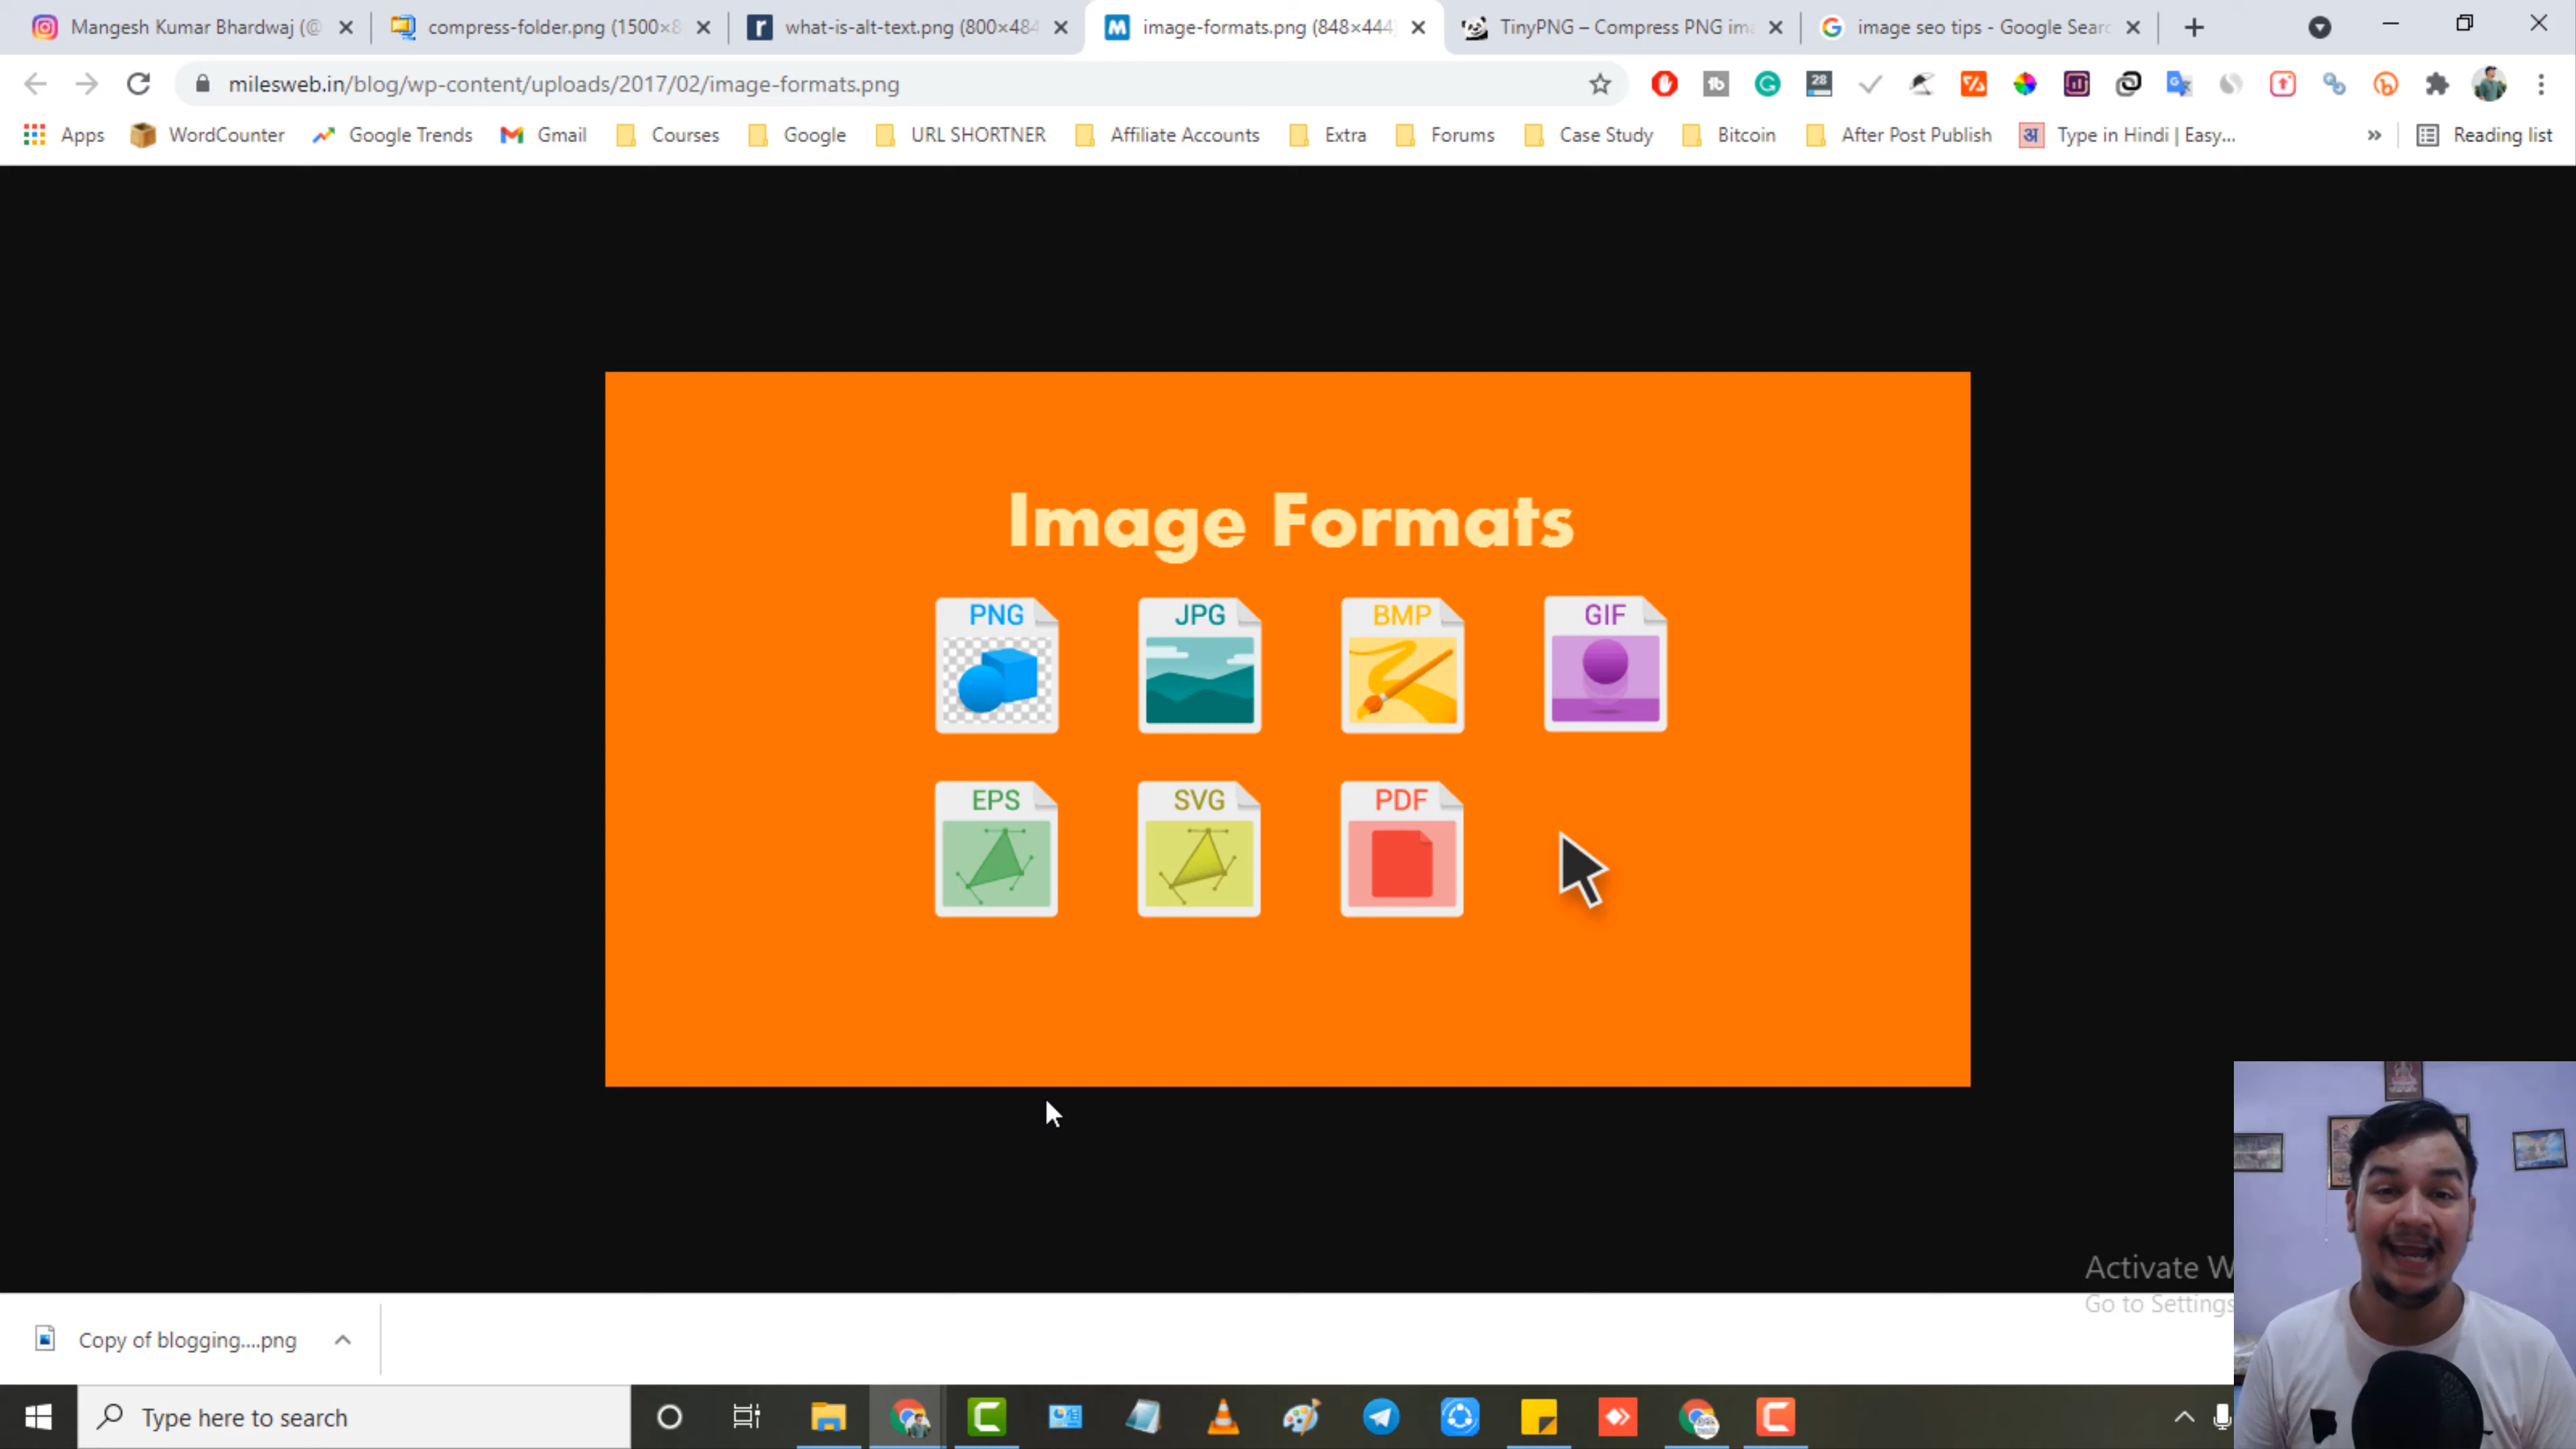 Mangesh Kumar Bhardwaj (@
compress-folder.png (1500×8
what-is-alt-text.png (800×484
image-formats.png (848×444
TinyPNG – Compress PNG ima
image seo tips - Google Searc
milesweb.in/blog/wp-content/uploads/2017/02/image-formats.png
28
Apps
WordCounter
Google Trends
Gmail
Courses
Google
URL SHORTNER
Affiliate Accounts
Extra
Forums
Case Study
Bitcoin
After Post Publish
अ
Type in Hindi | Easy...
»
Reading list
Image Formats
PNG
JPG
BMP
GIF
EPS
SVG
PDF
Activate W
Go to Settings
Copy of blogging....png
Type here to search